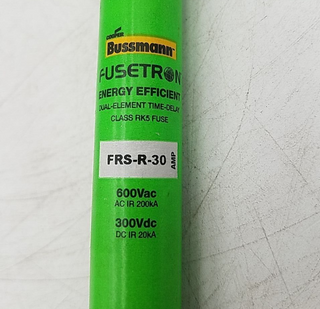 COOPER
Bussmann
FUSETRON
ENERGY EFFICIENT
DUAL-ELEMENT TIME-DELAY
CLASS RK5 FUSE
FRS-R-30 AMP
600Vac
AC IR 200kA
300Vdc
DC IR 20kA